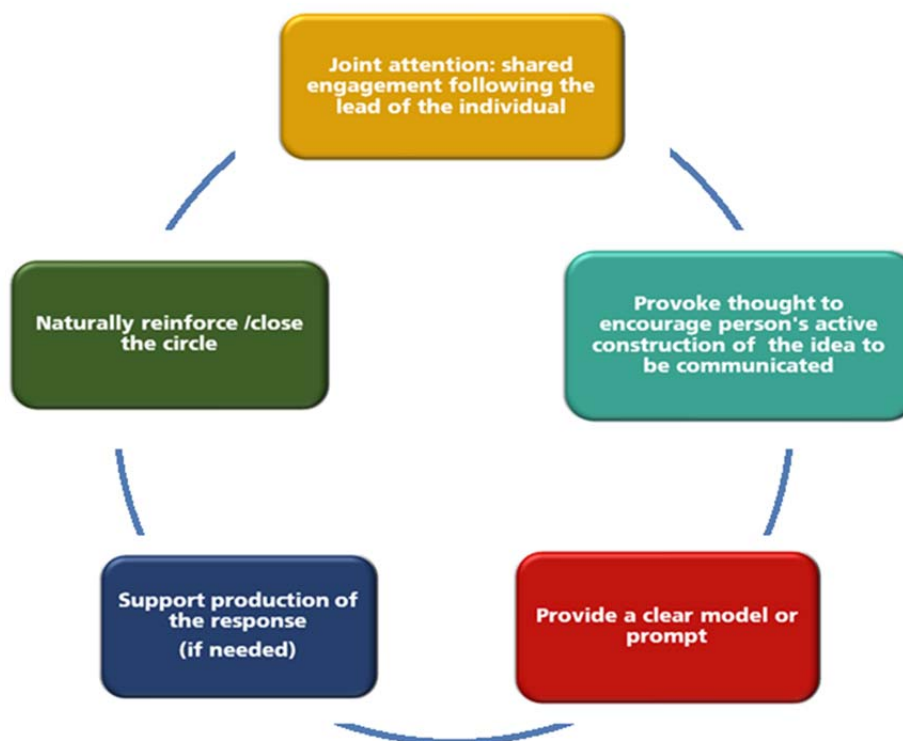 Joint attention: shared
engagement following the
lead of the individual
Provoke thought to
encourage person's active
construction of the idea to
be communicated
Provide a clear model or
prompt
Support production of
the response
(if needed)
Naturally reinforce /close
the circle